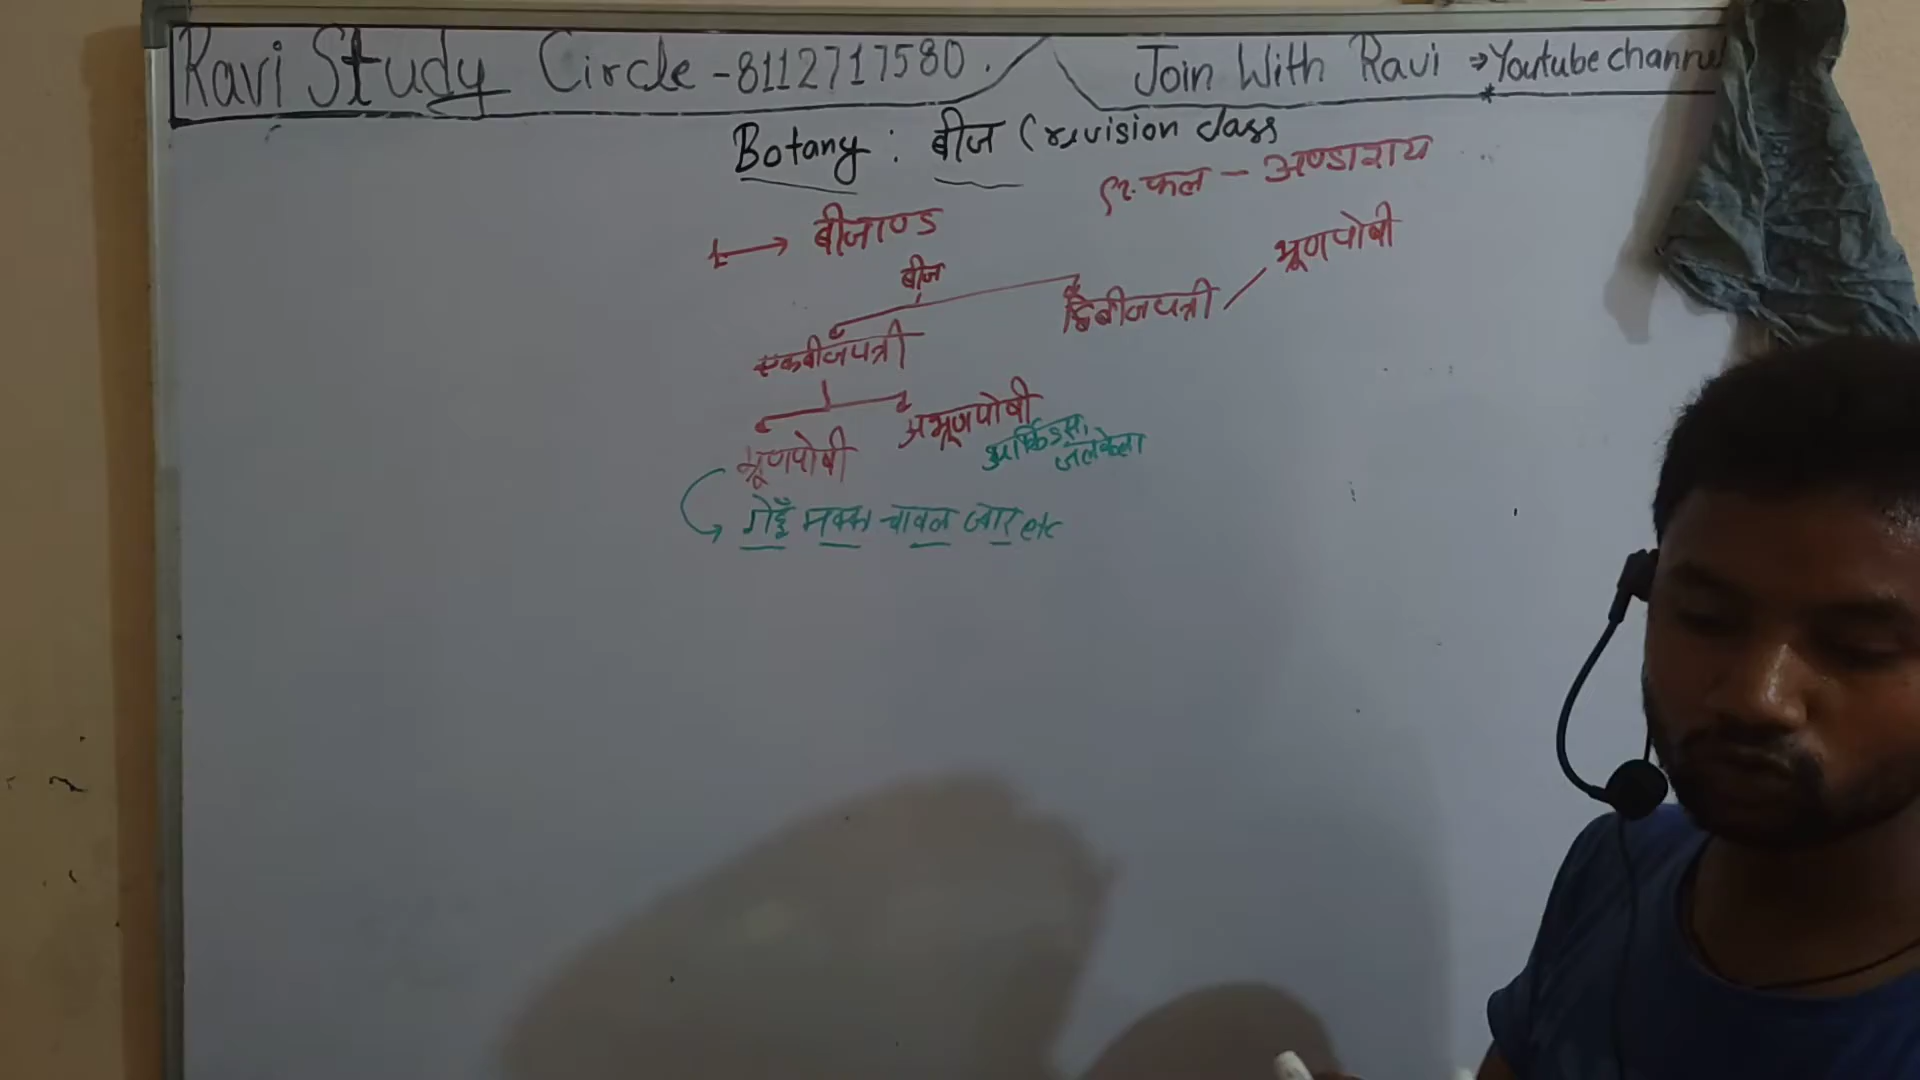 Ravi Study Circle - 8112717580.
Join With Ravi ⇒ Youtube channel
Botany : बीज (revision class
फल - अण्डाशय
→ बीजाण्ड
बीज
एकबीजपत्री
द्विबीजपत्री
भ्रूणपोषी
भ्रूणपोषी
अभ्रूणपोषी
आर्किड्स, जलकेला
गेहूँ मक्का चावल ज्वार etc